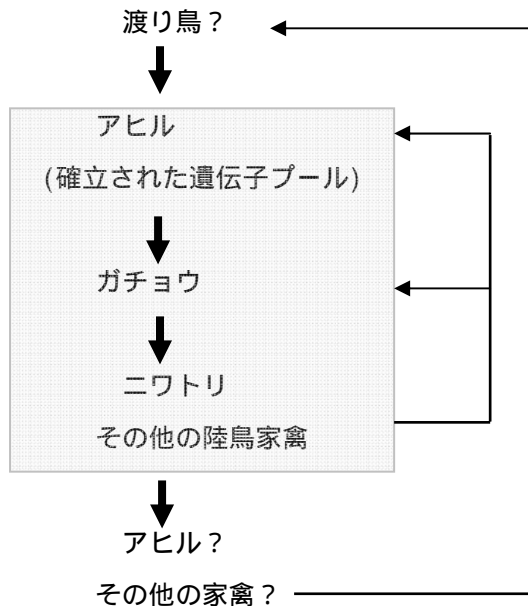 渡り鳥？
アヒル
(確立された遺伝子プール)
ガチョウ
ニワトリ
その他の陸鳥家禽
アヒル？
その他の家禽？